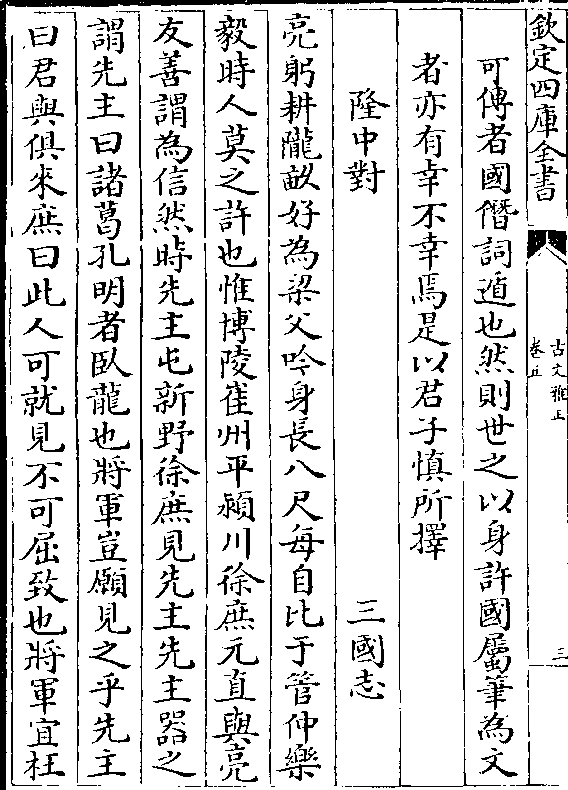 欽定四庫全書
古文雅正
卷五
三
可傳者國僭詞遁也然則世之以身許國屬筆為文
者亦有幸不幸焉是以君子慎所擇
隆中對 三國志
亮躬耕隴畝好為梁父吟身長八尺每自比于管仲樂
毅時人莫之許也惟博陵崔州平潁川徐庶元直與亮
友善謂為信然時先主屯新野徐庶見先主先主器之
謂先主曰諸葛孔明者臥龍也將軍豈願見之乎先主
曰君與俱來庶曰此人可就見不可屈致也將軍宜枉